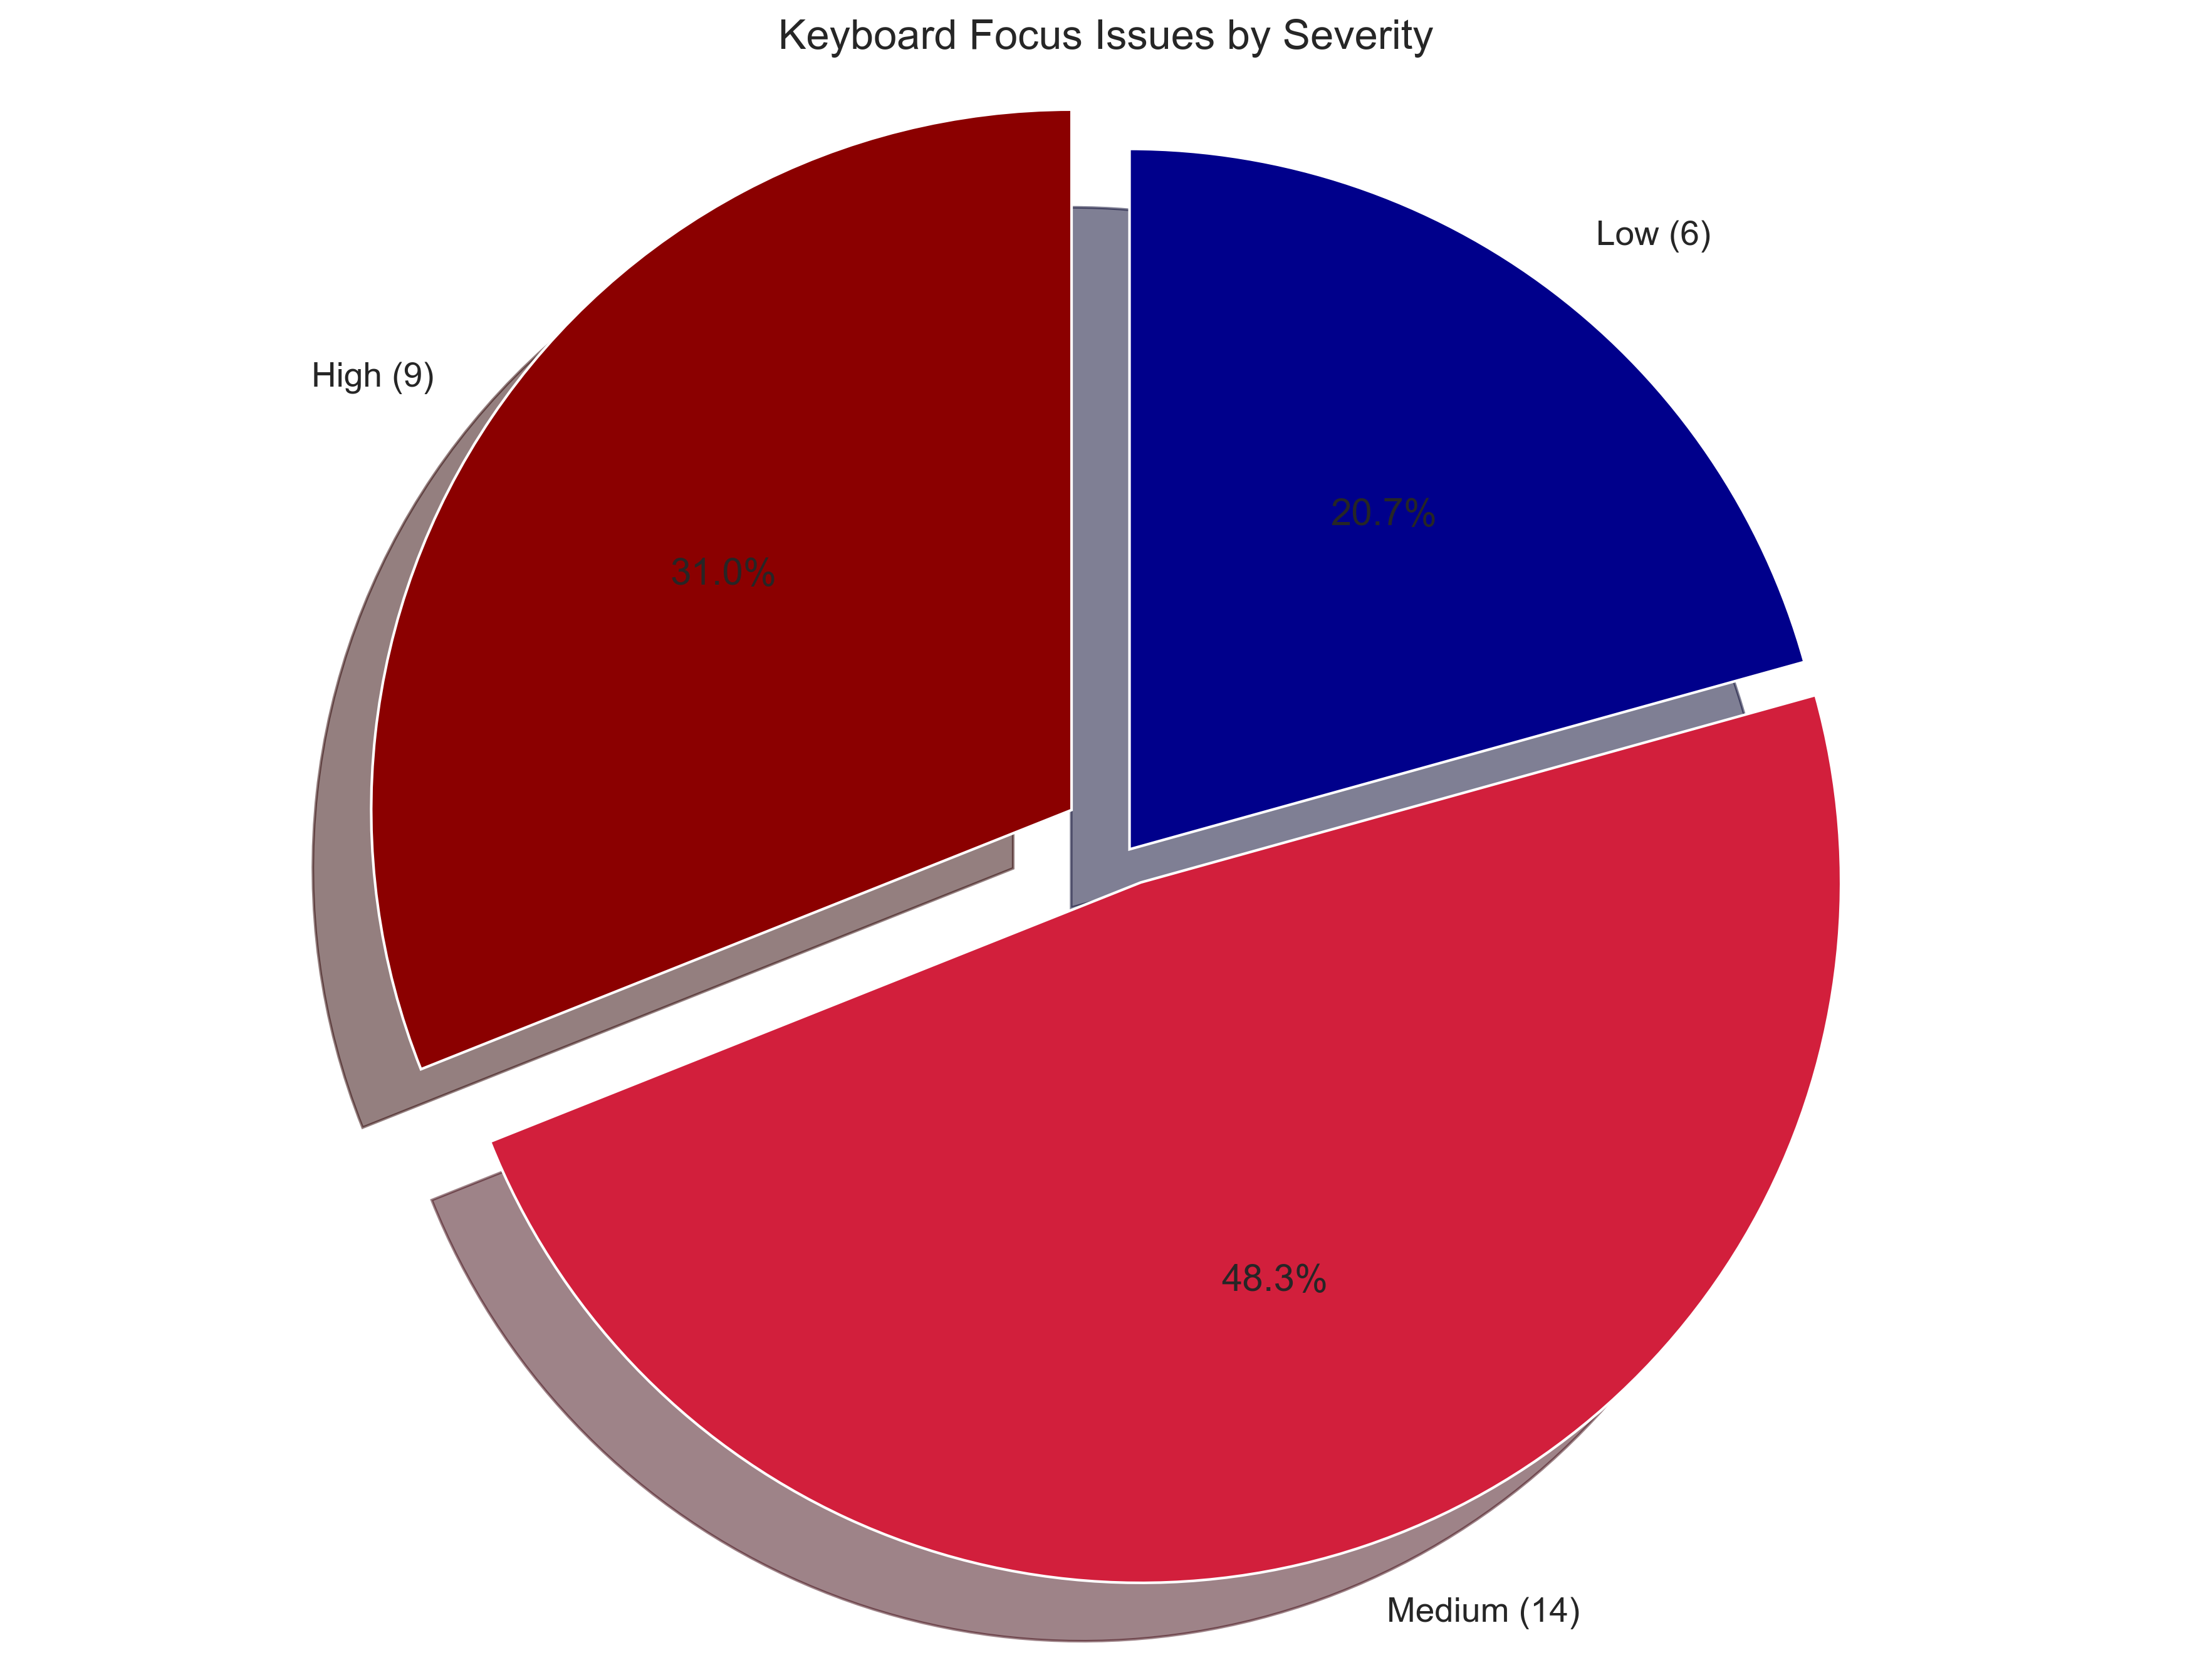 Keyboard Focus Issues by Severity
Low (6)
High (9)
20.7%
31.0%
48.3%
Medium (14)